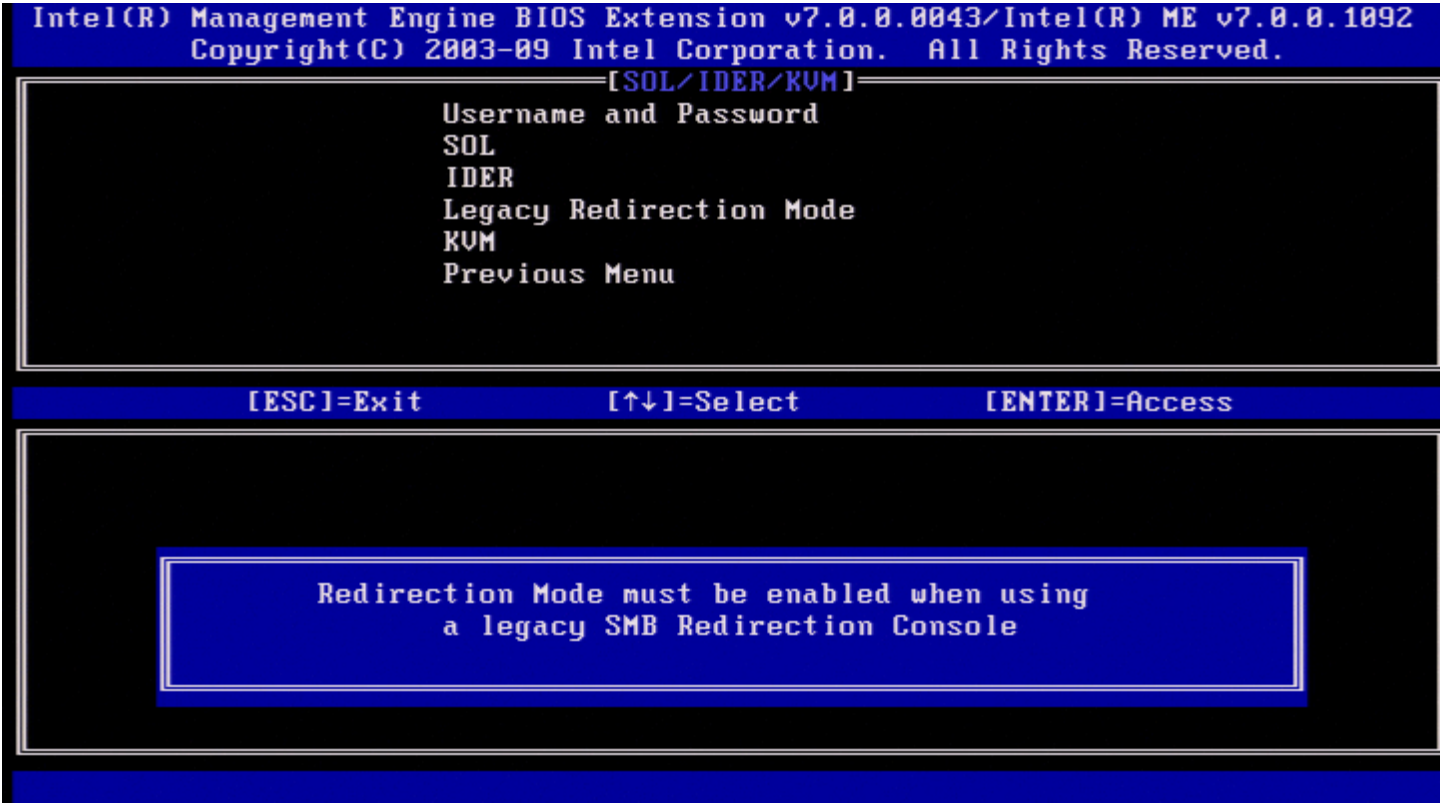 Intel(R) Management Engine BIOS Extension v7.0.0.0043/Intel(R) ME v7.0.0.1092
Copyright(C) 2003-09 Intel Corporation. All Rights Reserved.
[SOL/IDER/KVM]
Username and Password
SOL
IDER
Legacy Redirection Mode
KVM
Previous Menu
[ESC]=Exit [↑↓]=Select [ENTER]=Access
Redirection Mode must be enabled when using
a legacy SMB Redirection Console